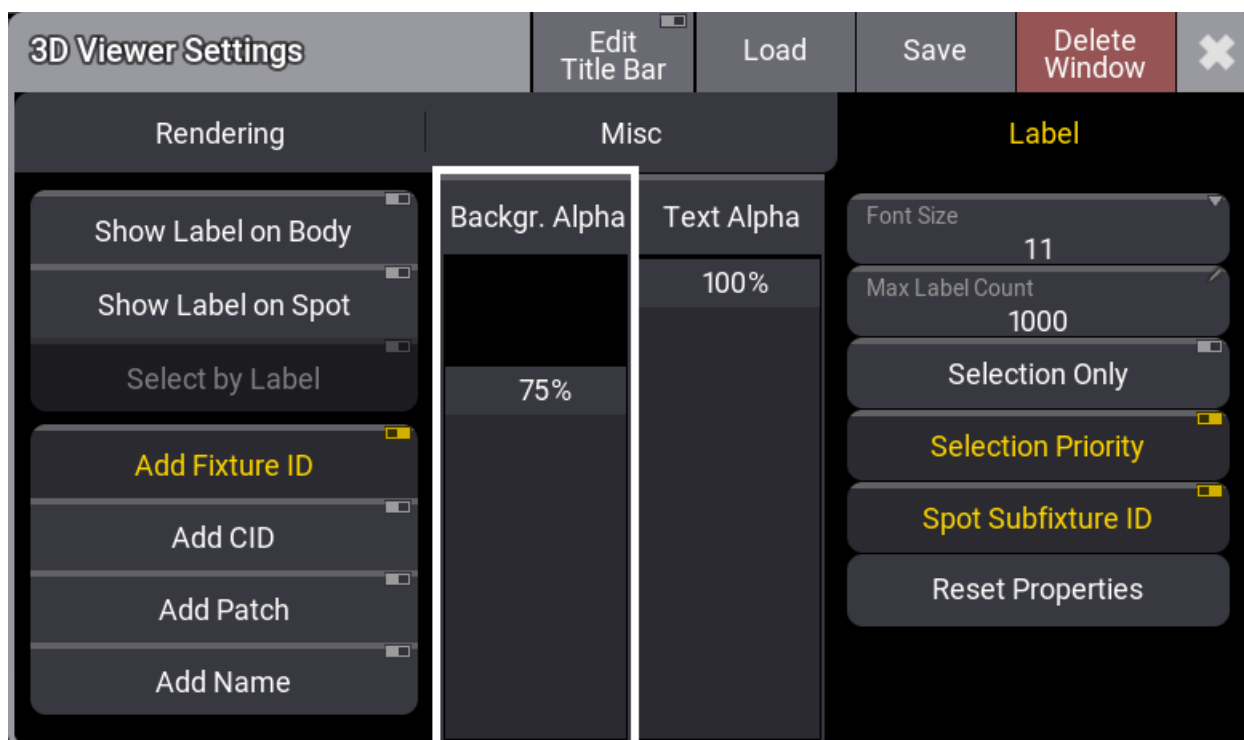 3D Viewer Settings
Edit
Title Bar
Load
Save
Delete
Window
Rendering
Misc
Label
Show Label on Body
Show Label on Spot
Select by Label
Add Fixture ID
Add CID
Add Patch
Add Name
Backgr. Alpha
75%
Text Alpha
100%
Font Size
11
Max Label Count
1000
Selection Only
Selection Priority
Spot Subfixture ID
Reset Properties